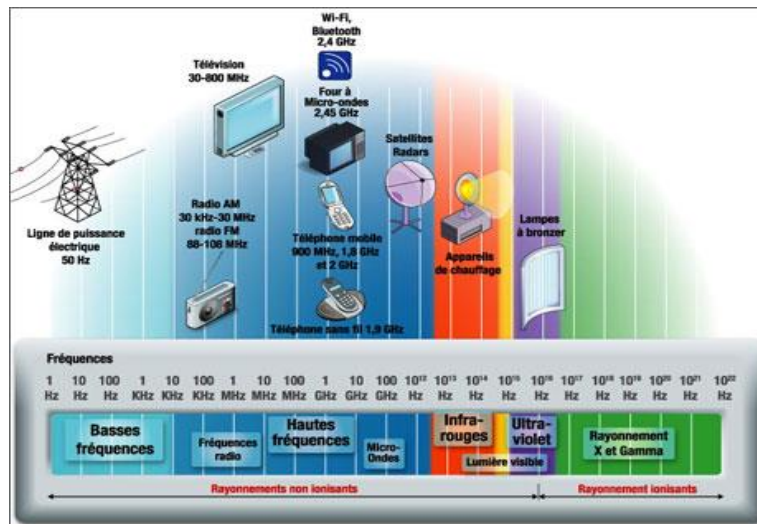 Wi-Fi,
Bluetooth
2,4 GHz
Télévision
30-800 MHz
Four à
Micro-ondes
2,45 GHz
Satellites
Radars
Ligne de puissance
électrique
50 Hz
Radio AM
30 kHz-30 MHz
radio FM
88-108 MHz
Téléphone mobile
900 MHz, 1,8 GHz
et 2 GHz
Appareils
de chauffage
Lampes
à bronzer
Téléphone sans fil 1,9 GHz
Fréquences
1 10 100 1 10 100 1 10 100 1 10 100 10¹² 10¹³ 10¹⁴ 10¹⁵ 10¹⁶ 10¹⁷ 10¹⁸ 10¹⁹ 10²⁰ 10²¹ 10²²
Hz Hz Hz KHz KHz KHz MHz MHz MHz GHz GHz GHz Hz Hz Hz Hz Hz Hz Hz Hz Hz Hz Hz
Basses
fréquences
Fréquences
radio
Hautes
fréquences
Micro-
Ondes
Infra-
rouges
Lumière visible
Ultra-
violet
Rayonnement
X et Gamma
Rayonnements non ionisants
Rayonnement ionisants